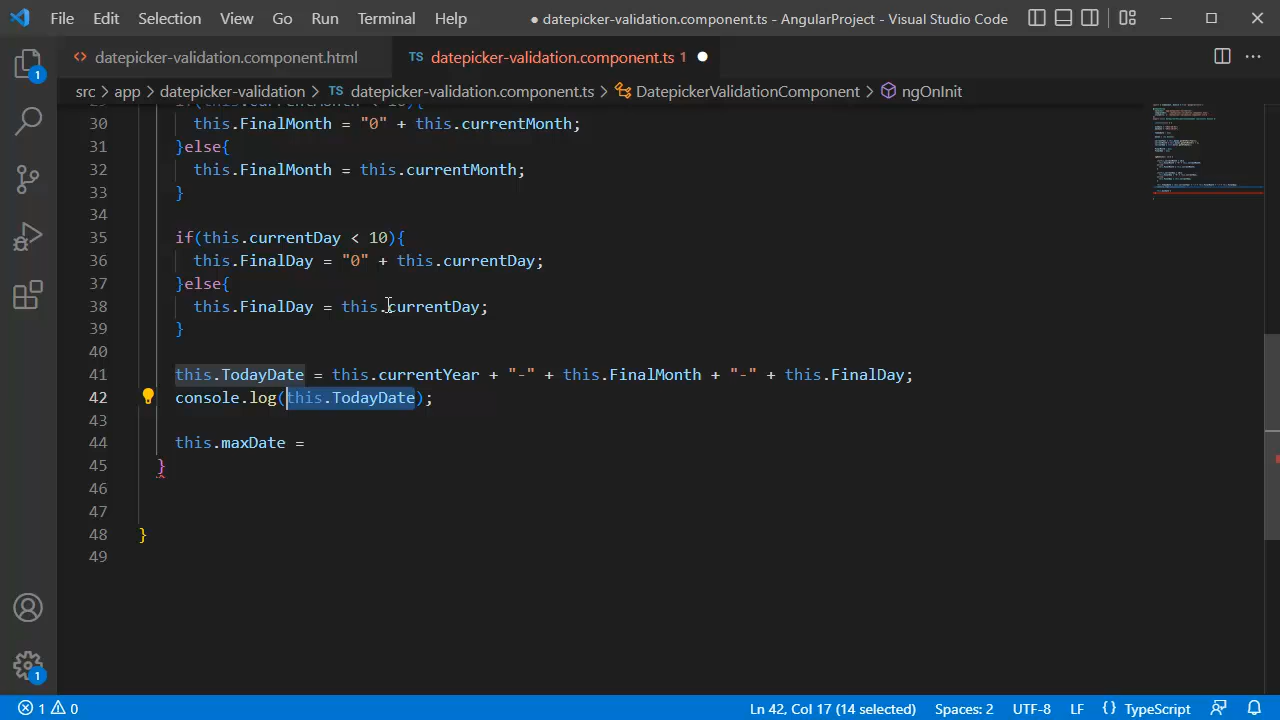 File Edit Selection View Go Run Terminal Help ● datepicker-validation.component.ts - AngularProject - Visual Studio Code
datepicker-validation.component.html TS datepicker-validation.component.ts 1
src > app > datepicker-validation > TS datepicker-validation.component.ts > DatepickerValidationComponent > ngOnInit
30 this.FinalMonth = "0" + this.currentMonth;
31 }else{
32 this.FinalMonth = this.currentMonth;
33 }
34
35 if(this.currentDay < 10){
36 this.FinalDay = "0" + this.currentDay;
37 }else{
38 this.FinalDay = this.currentDay;
39 }
40
41 this.TodayDate = this.currentYear + "-" + this.FinalMonth + "-" + this.FinalDay;
42 console.log(this.TodayDate);
43
44 this.maxDate =
45 }
46
47
48 }
49
1
1
1 0 Ln 42, Col 17 (14 selected) Spaces: 2 UTF-8 LF {} TypeScript